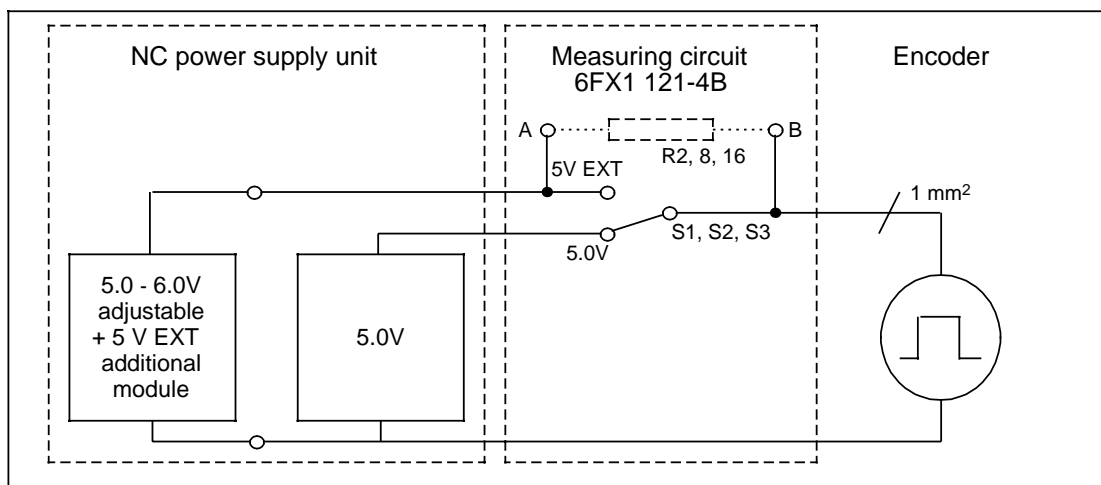 NC power supply unit
Measuring circuit
6FX1 121-4B
Encoder
A
B
R2, 8, 16
5V EXT
1 mm²
S1, S2, S3
5.0V
5.0 - 6.0V
adjustable
+ 5 V EXT
additional
module
5.0V